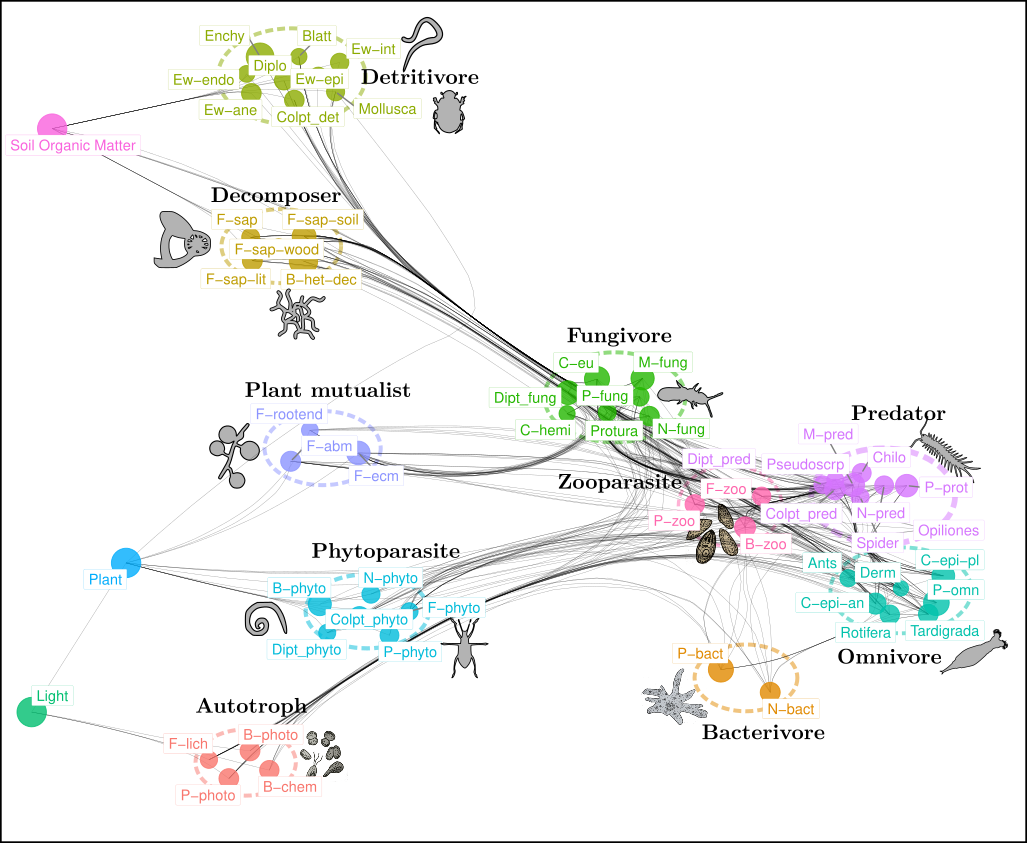 Enchy
Blatt
Ew−int
Diplo
Ew−endo
Ew−epi
Detritivore
Ew−ane
Colpt_det
Mollusca
Soil Organic Matter
Decomposer
F−sap
F−sap−soil
F−sap−wood
F−sap−lit
B−het−dec
Fungivore
C−eu
M−fung
Dipt_fung
P−fung
C−hemi
Protura
N−fung
Plant mutualist
F−rootend
F−abm
F−ecm
Predator
M−pred
Dipt_pred
Pseudoscrp
Chilo
Zooparasite
F−zoo
P−prot
P−zoo
Colpt_pred
N−pred
B−zoo
Spider
Opiliones
Phytoparasite
Plant
B−phyto
N−phyto
Colpt_phyto
F−phyto
Dipt_phyto
P−phyto
Ants
Derm
C−epi−pl
C−epi−an
P−omn
Rotifera
Tardigrada
Omnivore
P−bact
N−bact
Bacterivore
Light
Autotroph
F−lich
B−photo
P−photo
B−chem